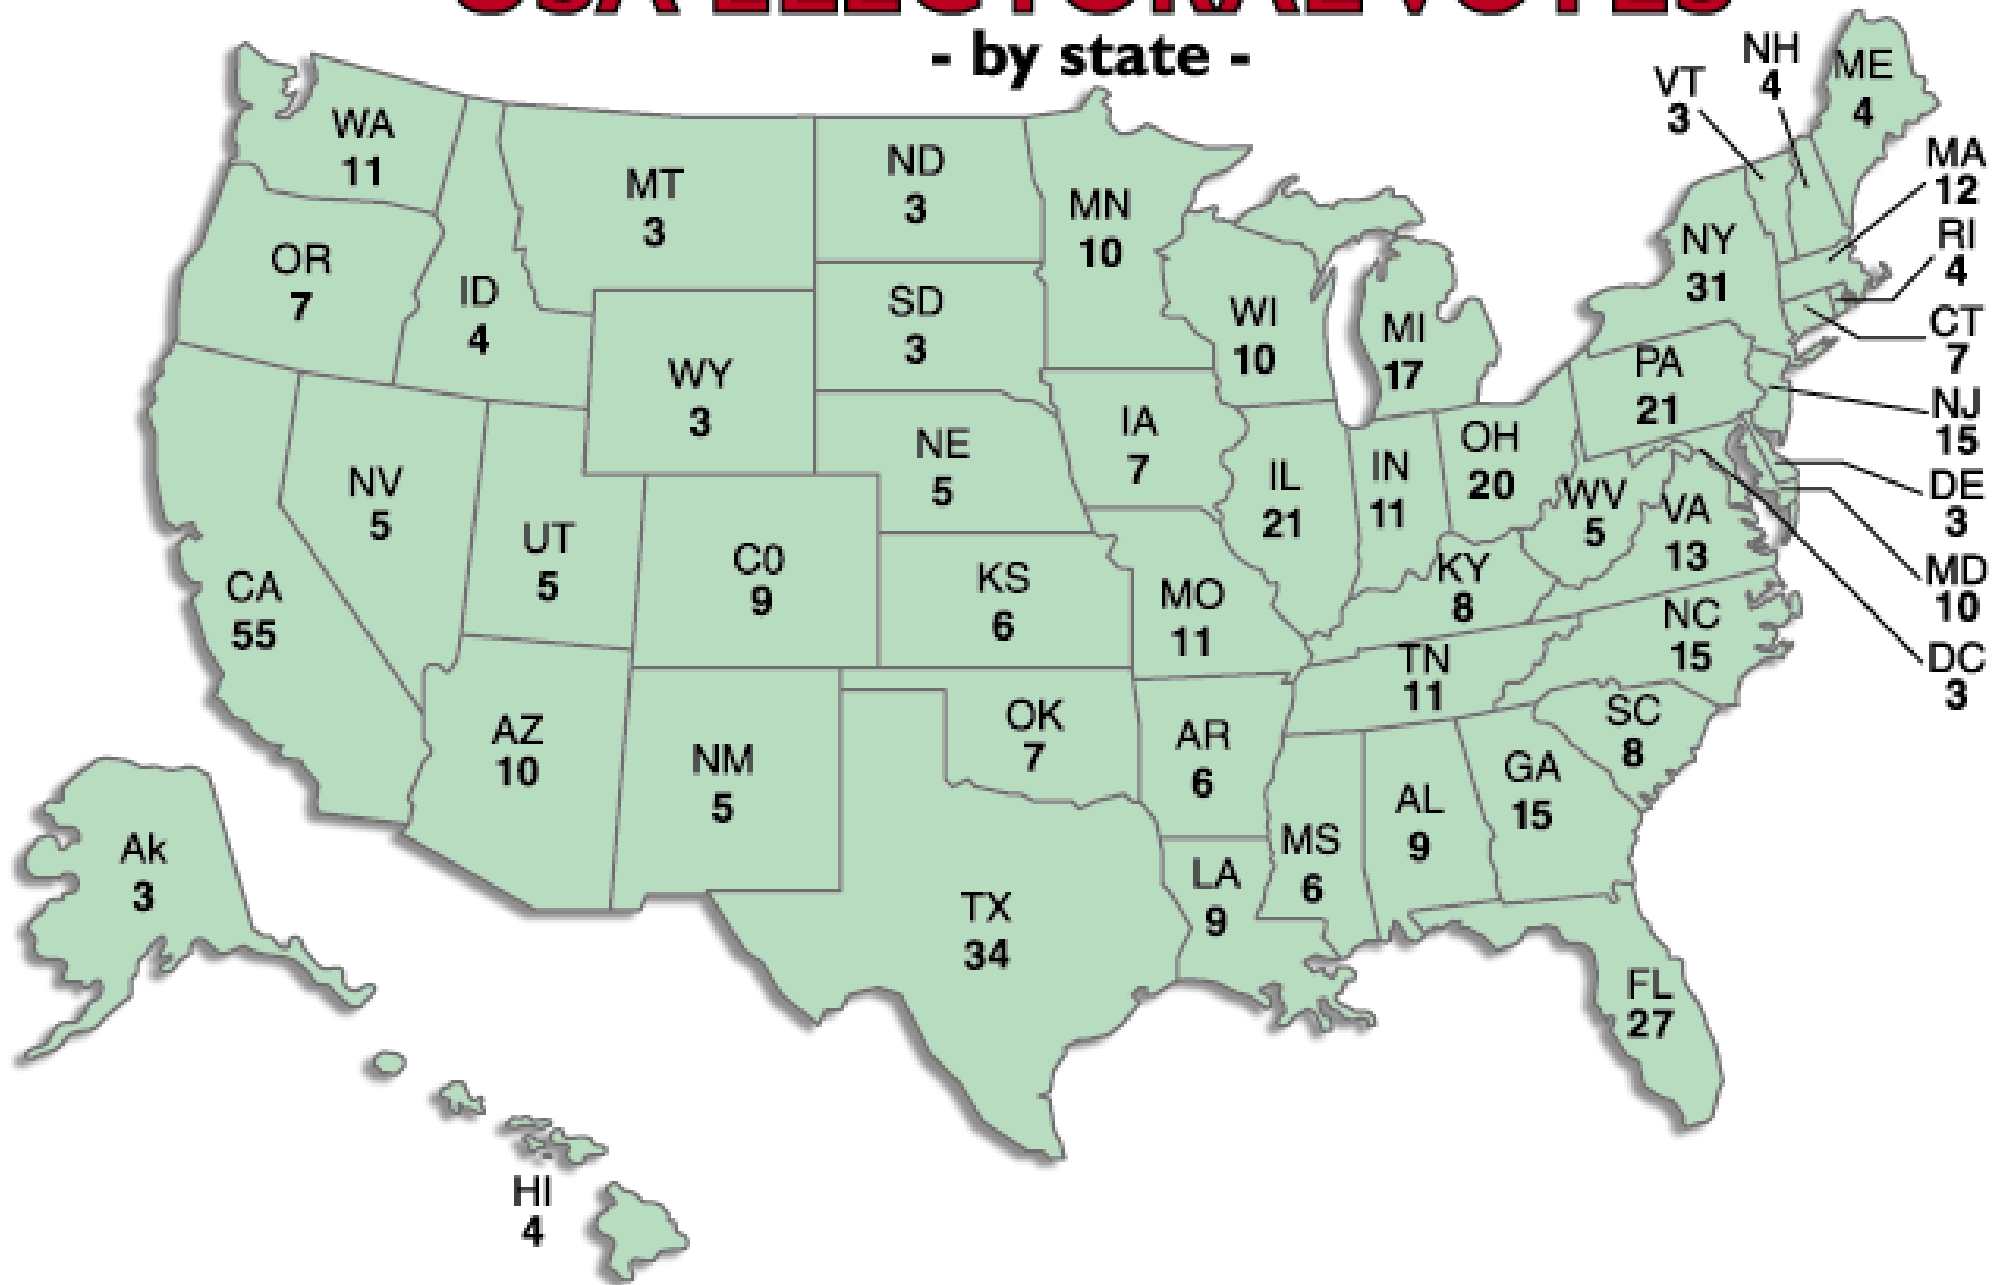 USA ELECTORAL VOTES
- by state -
NH
4
ME
4
VT
3
WA
11
MT
3
ND
3
MN
10
MA
12
RI
4
NY
31
OR
7
ID
4
SD
3
WI
10
MI
17
CT
7
WY
3
PA
21
NJ
15
IA
7
NE
5
OH
20
IL
21
IN
11
NV
5
WV
5
VA
13
DE
3
UT
5
C0
9
KS
6
KY
8
MD
10
CA
55
MO
11
NC
15
TN
11
DC
3
AZ
10
NM
5
OK
7
AR
6
SC
8
GA
15
AL
9
MS
6
Ak
3
LA
9
TX
34
FL
27
HI
4